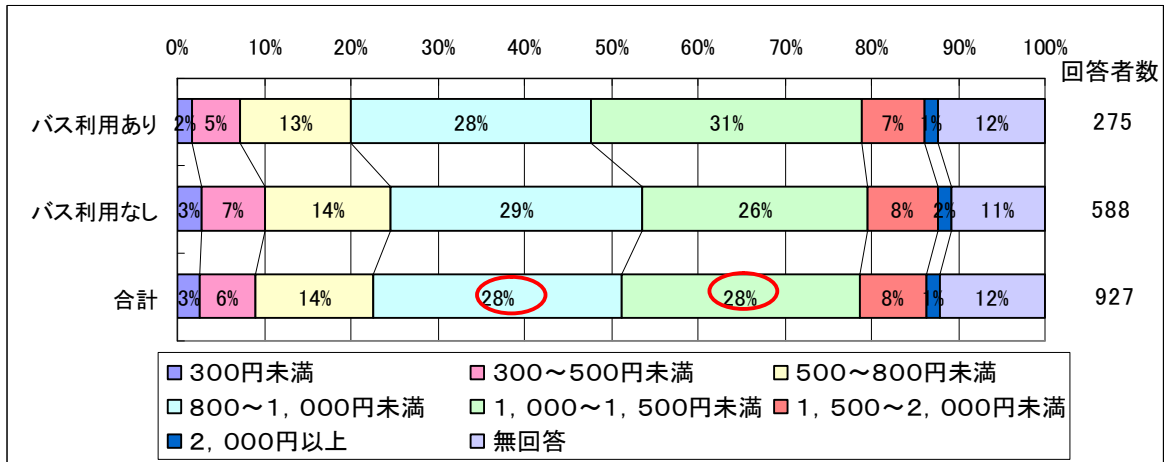 0% 10% 20% 30% 40% 50% 60% 70% 80% 90% 100%
回答者数
バス利用あり 2% 5% 13% 28% 31% 7% 1% 12% 275
バス利用なし 3% 7% 14% 29% 26% 8% 2% 11% 588
合計 3% 6% 14% 28% 28% 8% 1% 12% 927
300円未満 300～500円未満 500～800円未満
800～1，000円未満 1，000～1，500円未満 1，500～2，000円未満
2，000円以上 無回答